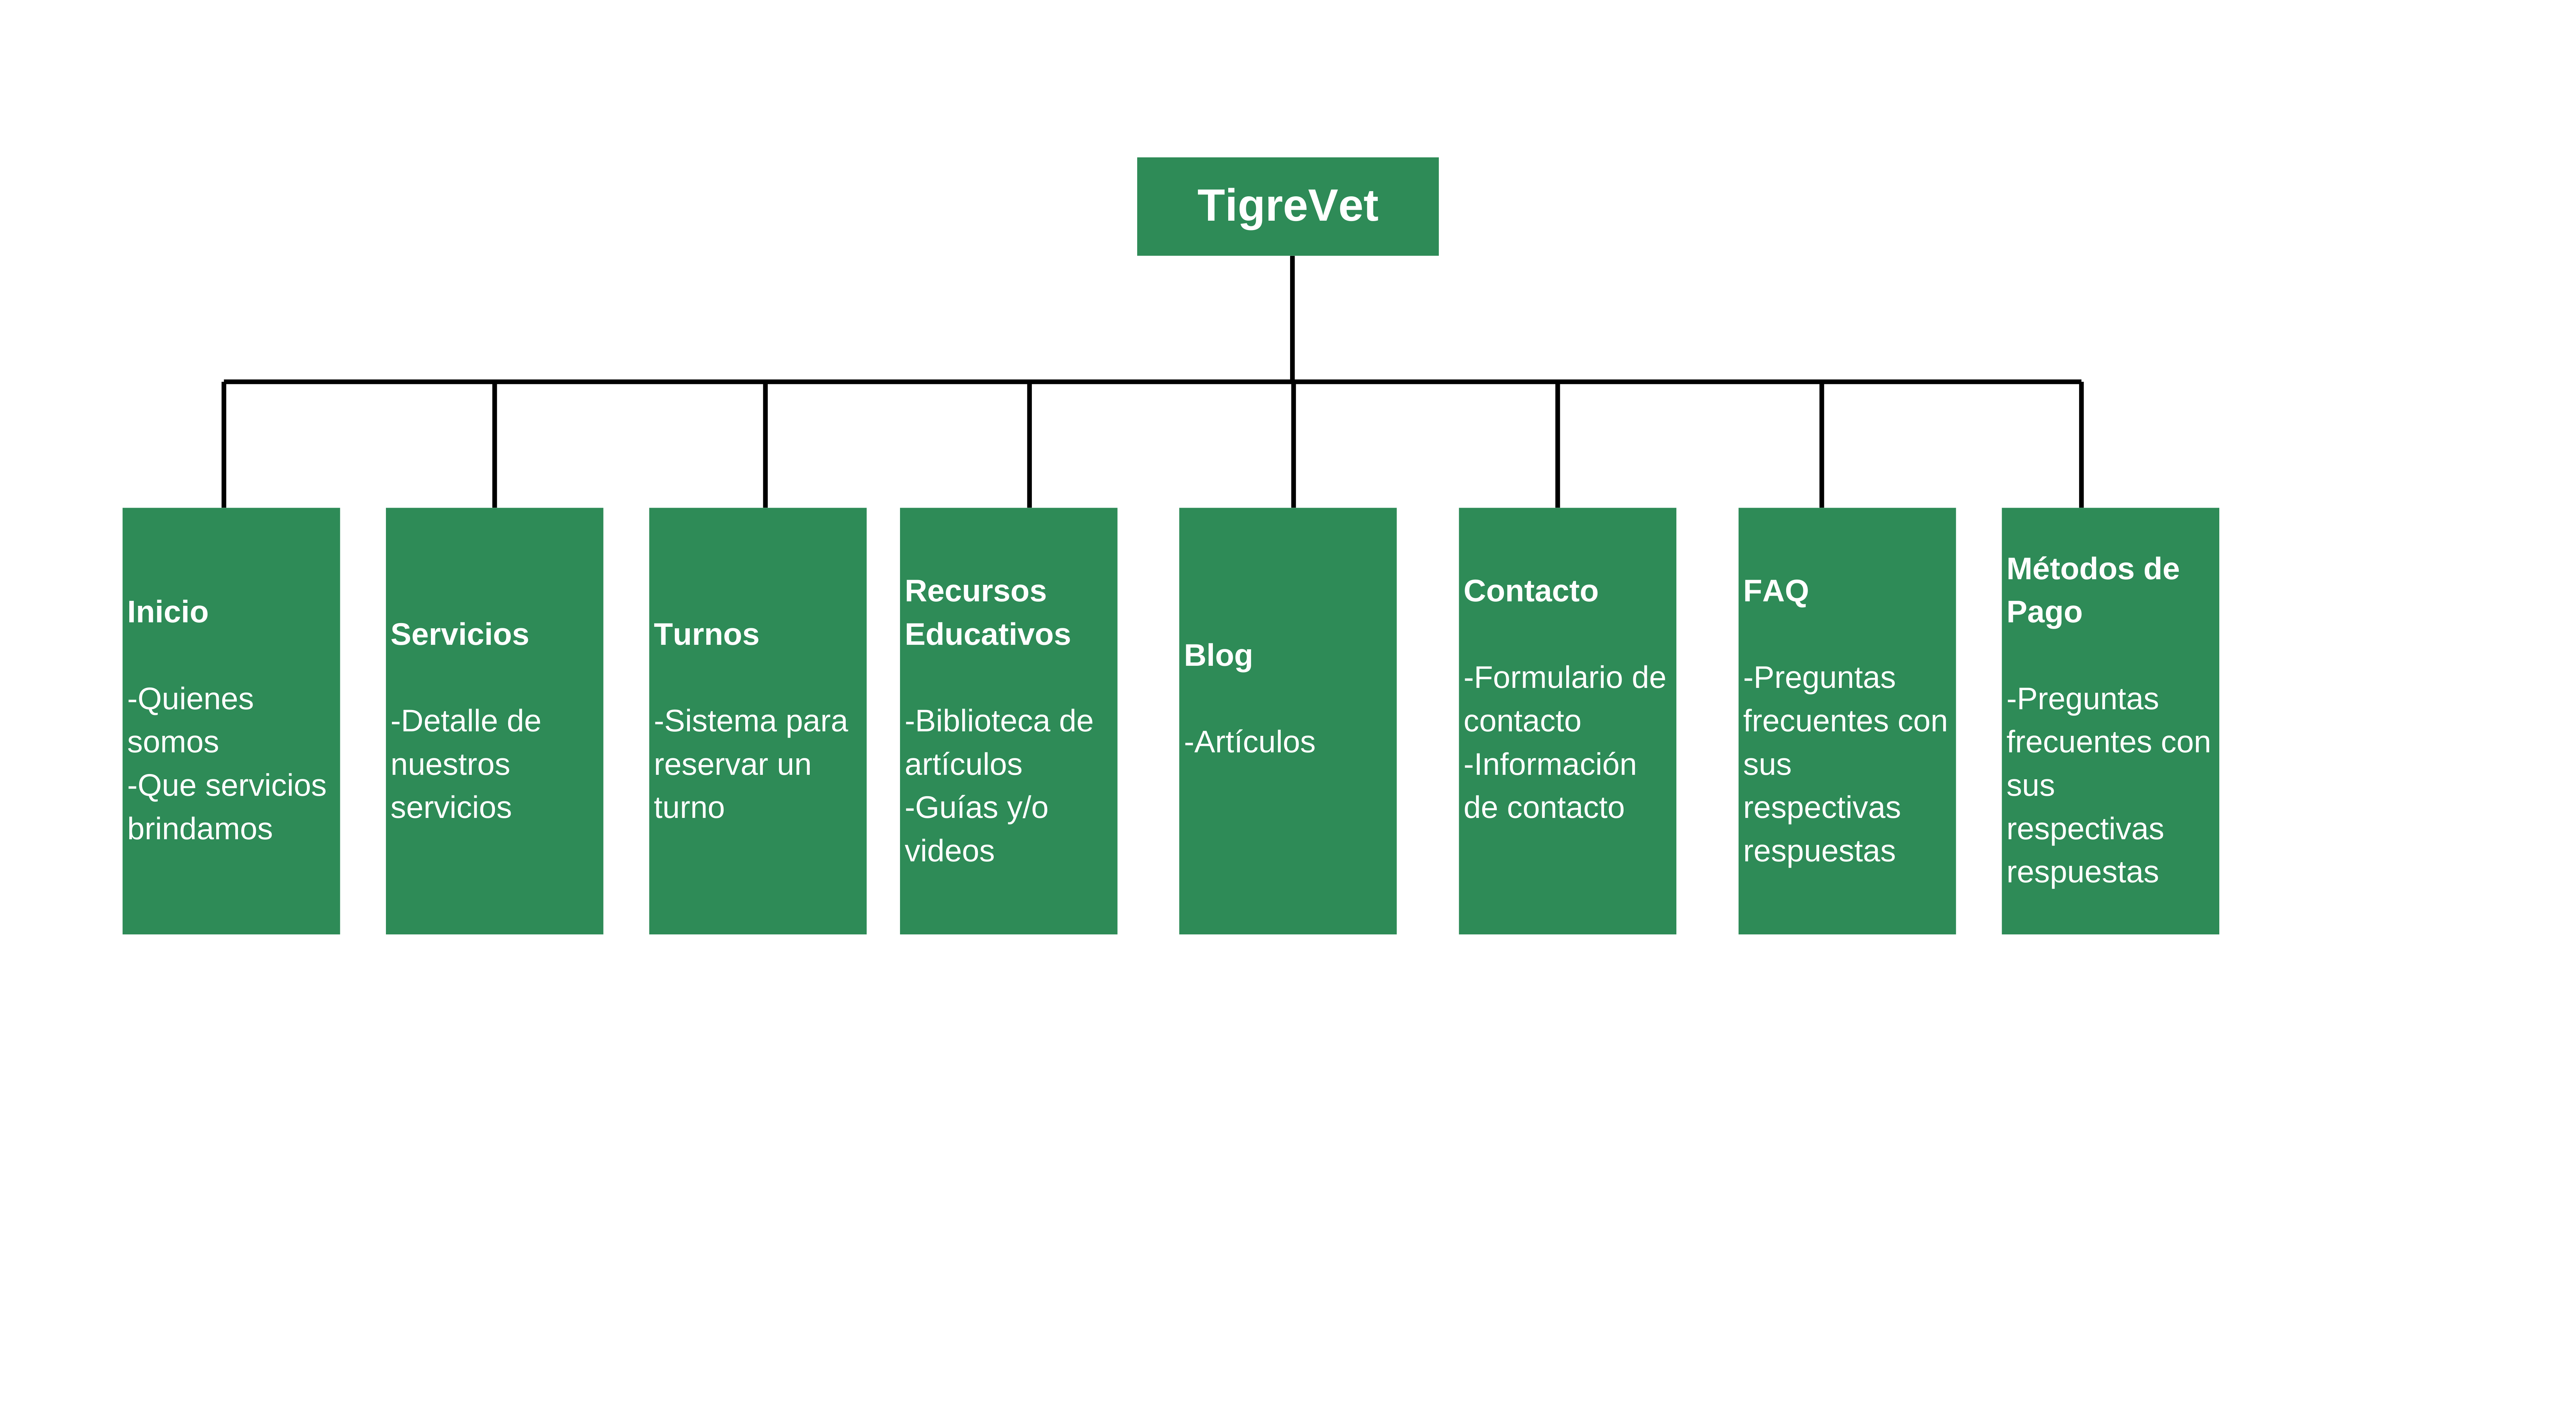 TigreVet
Inicio
-Quienes
somos
-Que servicios
brindamos
Servicios
-Detalle de
nuestros
servicios
Turnos
-Sistema para
reservar un
turno
Recursos
Educativos
-Biblioteca de
artículos
-Guías y/o
videos
Blog
-Artículos
Contacto
-Formulario de
contacto
-Información
de contacto
FAQ
-Preguntas
frecuentes con
sus
respectivas
respuestas
Métodos de
Pago
-Preguntas
frecuentes con
sus
respectivas
respuestas